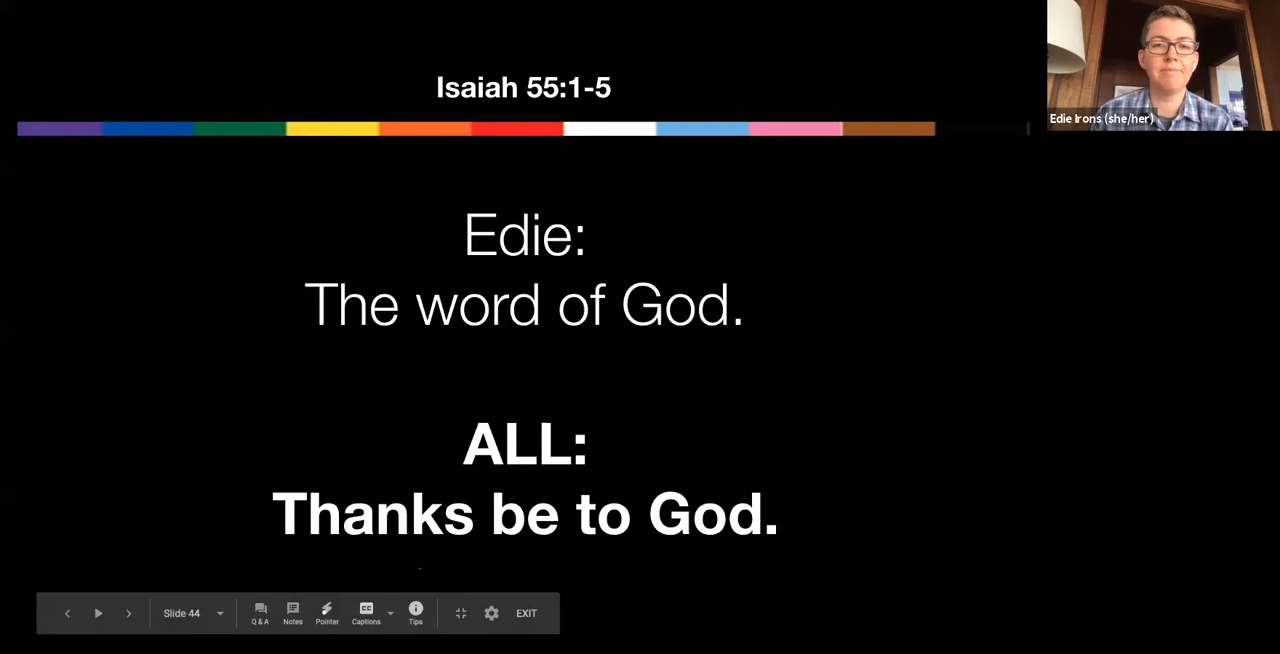 Isaiah 55:1-5
Edie Irons (she/her)
Edie:
The word of God.
ALL:
Thanks be to God.
Slide 44
Q & A
Notes
Pointer
Captions
Tips
EXIT